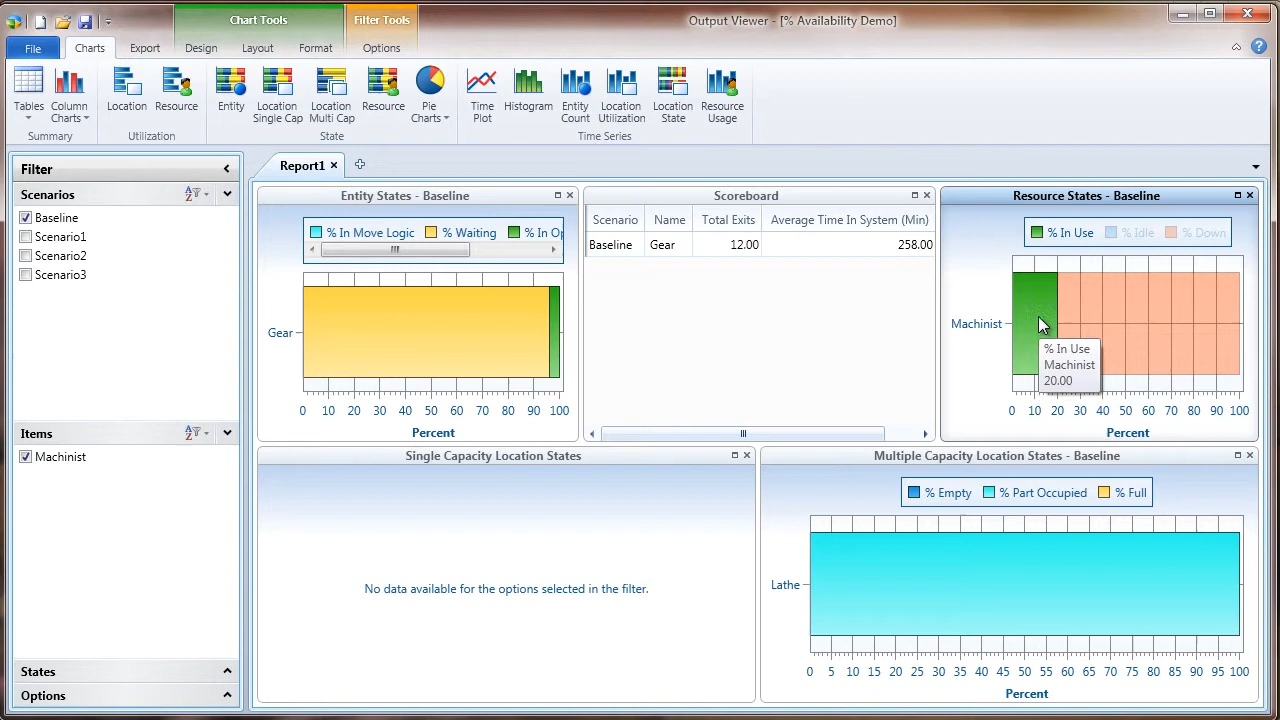 Chart Tools
Filter Tools
Output Viewer - [% Availability Demo]
File
Charts
Export
Design
Layout
Format
Options
Tables
Column Charts
Summary
Location
Resource
Utilization
Entity
Location Single Cap
Location Multi Cap
Resource
Pie Charts
State
Time Plot
Histogram
Entity Count
Location Utilization
Location State
Resource Usage
Time Series
Filter
Scenarios
Baseline
Scenario1
Scenario2
Scenario3
Items
Machinist
States
Options
Report1
Entity States - Baseline
% In Move Logic % Waiting % In Op
Gear
0 10 20 30 40 50 60 70 80 90 100
Percent
Scoreboard
Scenario Name Total Exits Average Time In System (Min)
Baseline Gear 12.00 258.00
Resource States - Baseline
% In Use % Idle % Down
Machinist
% In Use
Machinist
20.00
0 10 20 30 40 50 60 70 80 90 100
Percent
Single Capacity Location States
No data available for the options selected in the filter.
Multiple Capacity Location States - Baseline
% Empty % Part Occupied % Full
Lathe
0 5 10 15 20 25 30 35 40 45 50 55 60 65 70 75 80 85 90 95 100
Percent